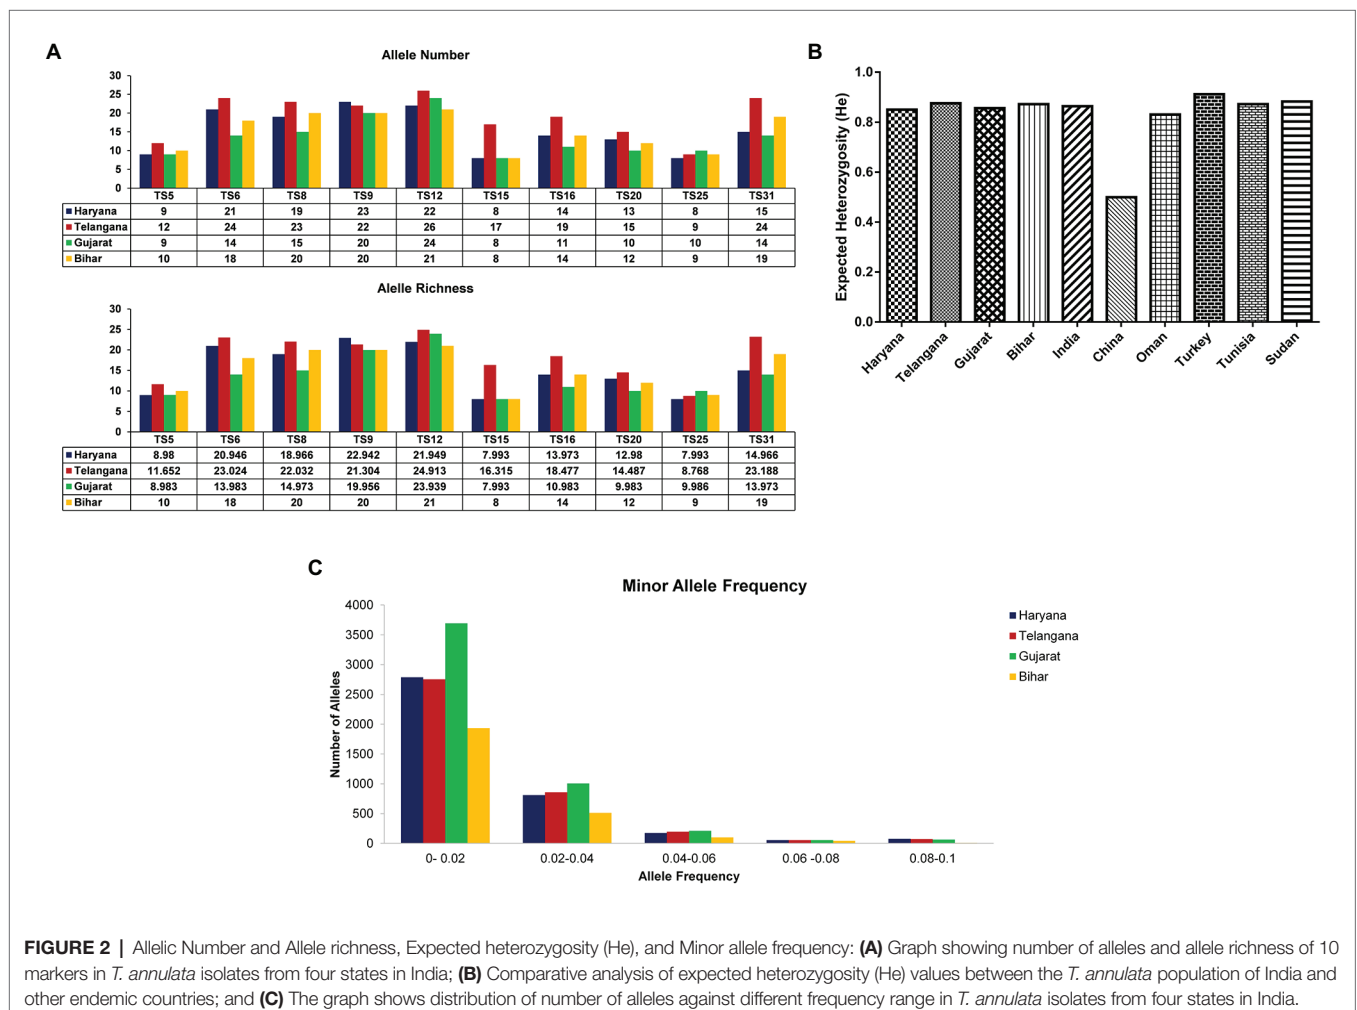 A
Allele Number
30
25
20
15
10
5
0
TS5 TS6 TS8 TS9 TS12 TS15 TS16 TS20 TS25 TS31
Haryana 9 21 19 23 22 8 14 13 8 15
Telangana 12 24 23 22 26 17 19 15 9 24
Gujarat 9 14 15 20 24 8 11 10 10 14
Bihar 10 18 20 20 21 8 14 12 9 19
Alelle Richness
30
25
20
15
10
5
0
TS5 TS6 TS8 TS9 TS12 TS15 TS16 TS20 TS25 TS31
Haryana 8.98 20.946 18.966 22.942 21.949 7.993 13.973 12.98 7.993 14.966
Telangana 11.652 23.024 22.032 21.304 24.913 16.315 18.477 14.487 8.768 23.188
Gujarat 8.983 13.983 14.973 19.956 23.939 7.993 10.983 9.983 9.986 13.973
Bihar 10 18 20 20 21 8 14 12 9 19
B
Expected Heterozygosity (He)
1.0
0.8
0.6
0.4
0.2
0.0
Haryana Telangana Gujarat Bihar India China Oman Turkey Tunisia Sudan
C
Minor Allele Frequency
Number of Alleles
4000
3500
3000
2500
2000
1500
1000
500
0
0- 0.02 0.02-0.04 0.04-0.06 0.06 -0.08 0.08-0.1
Allele Frequency
Haryana
Telangana
Gujarat
Bihar
FIGURE 2 | Allelic Number and Allele richness, Expected heterozygosity (He), and Minor allele frequency: (A) Graph showing number of alleles and allele richness of 10
markers in T. annulata isolates from four states in India; (B) Comparative analysis of expected heterozygosity (He) values between the T. annulata population of India and
other endemic countries; and (C) The graph shows distribution of number of alleles against different frequency range in T. annulata isolates from four states in India.